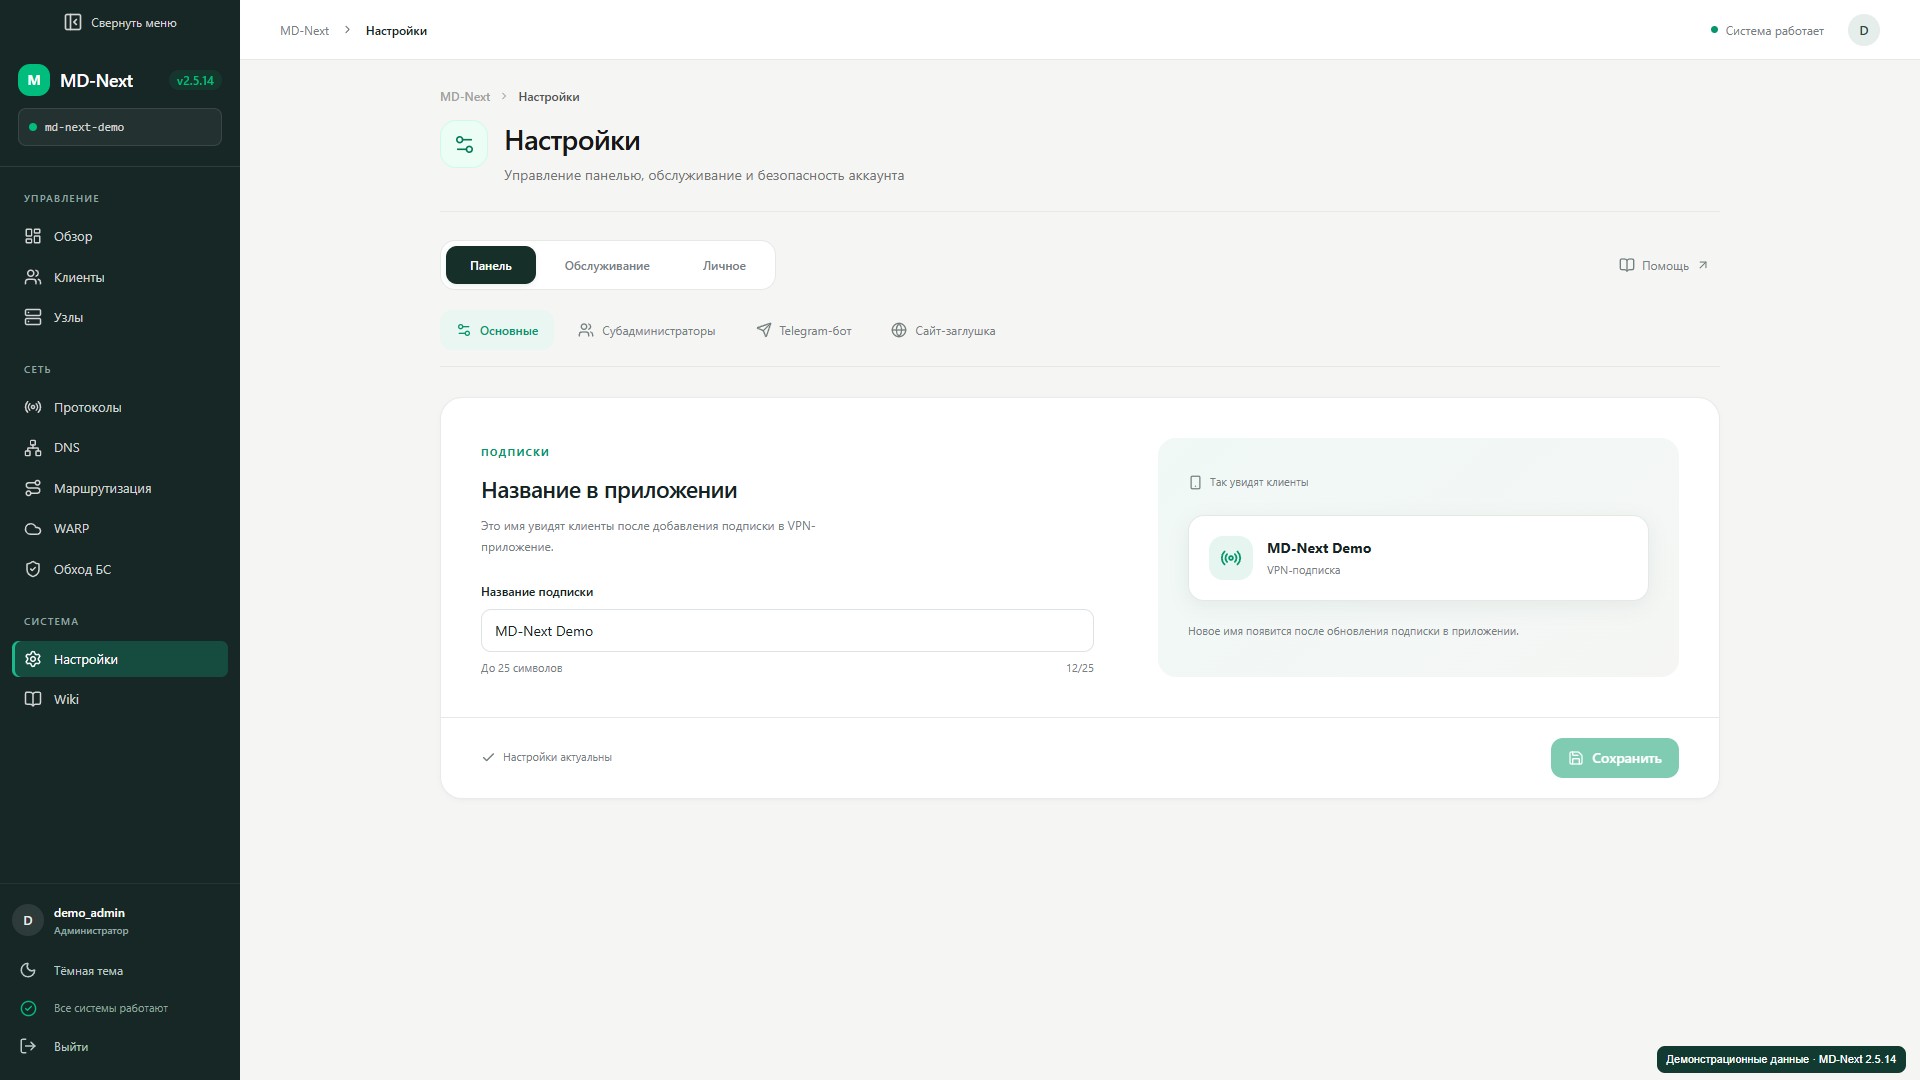 Свернуть меню
M
MD-Next
v2.5.14
md-next-demo
УПРАВЛЕНИЕ
Обзор
Клиенты
Узлы
СЕТЬ
Протоколы
DNS
Маршрутизация
WARP
Обход БС
СИСТЕМА
Настройки
Wiki
D
demo_admin
Администратор
Тёмная тема
Все системы работают
Выйти
MD-Next
Настройки
Система работает
D
MD-Next
Настройки
Настройки
Управление панелью, обслуживание и безопасность аккаунта
Панель
Обслуживание
Личное
Помощь
Основные
Субадминистраторы
Telegram-бот
Сайт-заглушка
ПОДПИСКИ
Название в приложении
Это имя увидят клиенты после добавления подписки в VPN-
приложение.
Название подписки
MD-Next Demo
До 25 символов
12/25
Так увидят клиенты
MD-Next Demo
VPN-подписка
Новое имя появится после обновления подписки в приложении.
Настройки актуальны
Сохранить
Демонстрационные данные · MD-Next 2.5.14